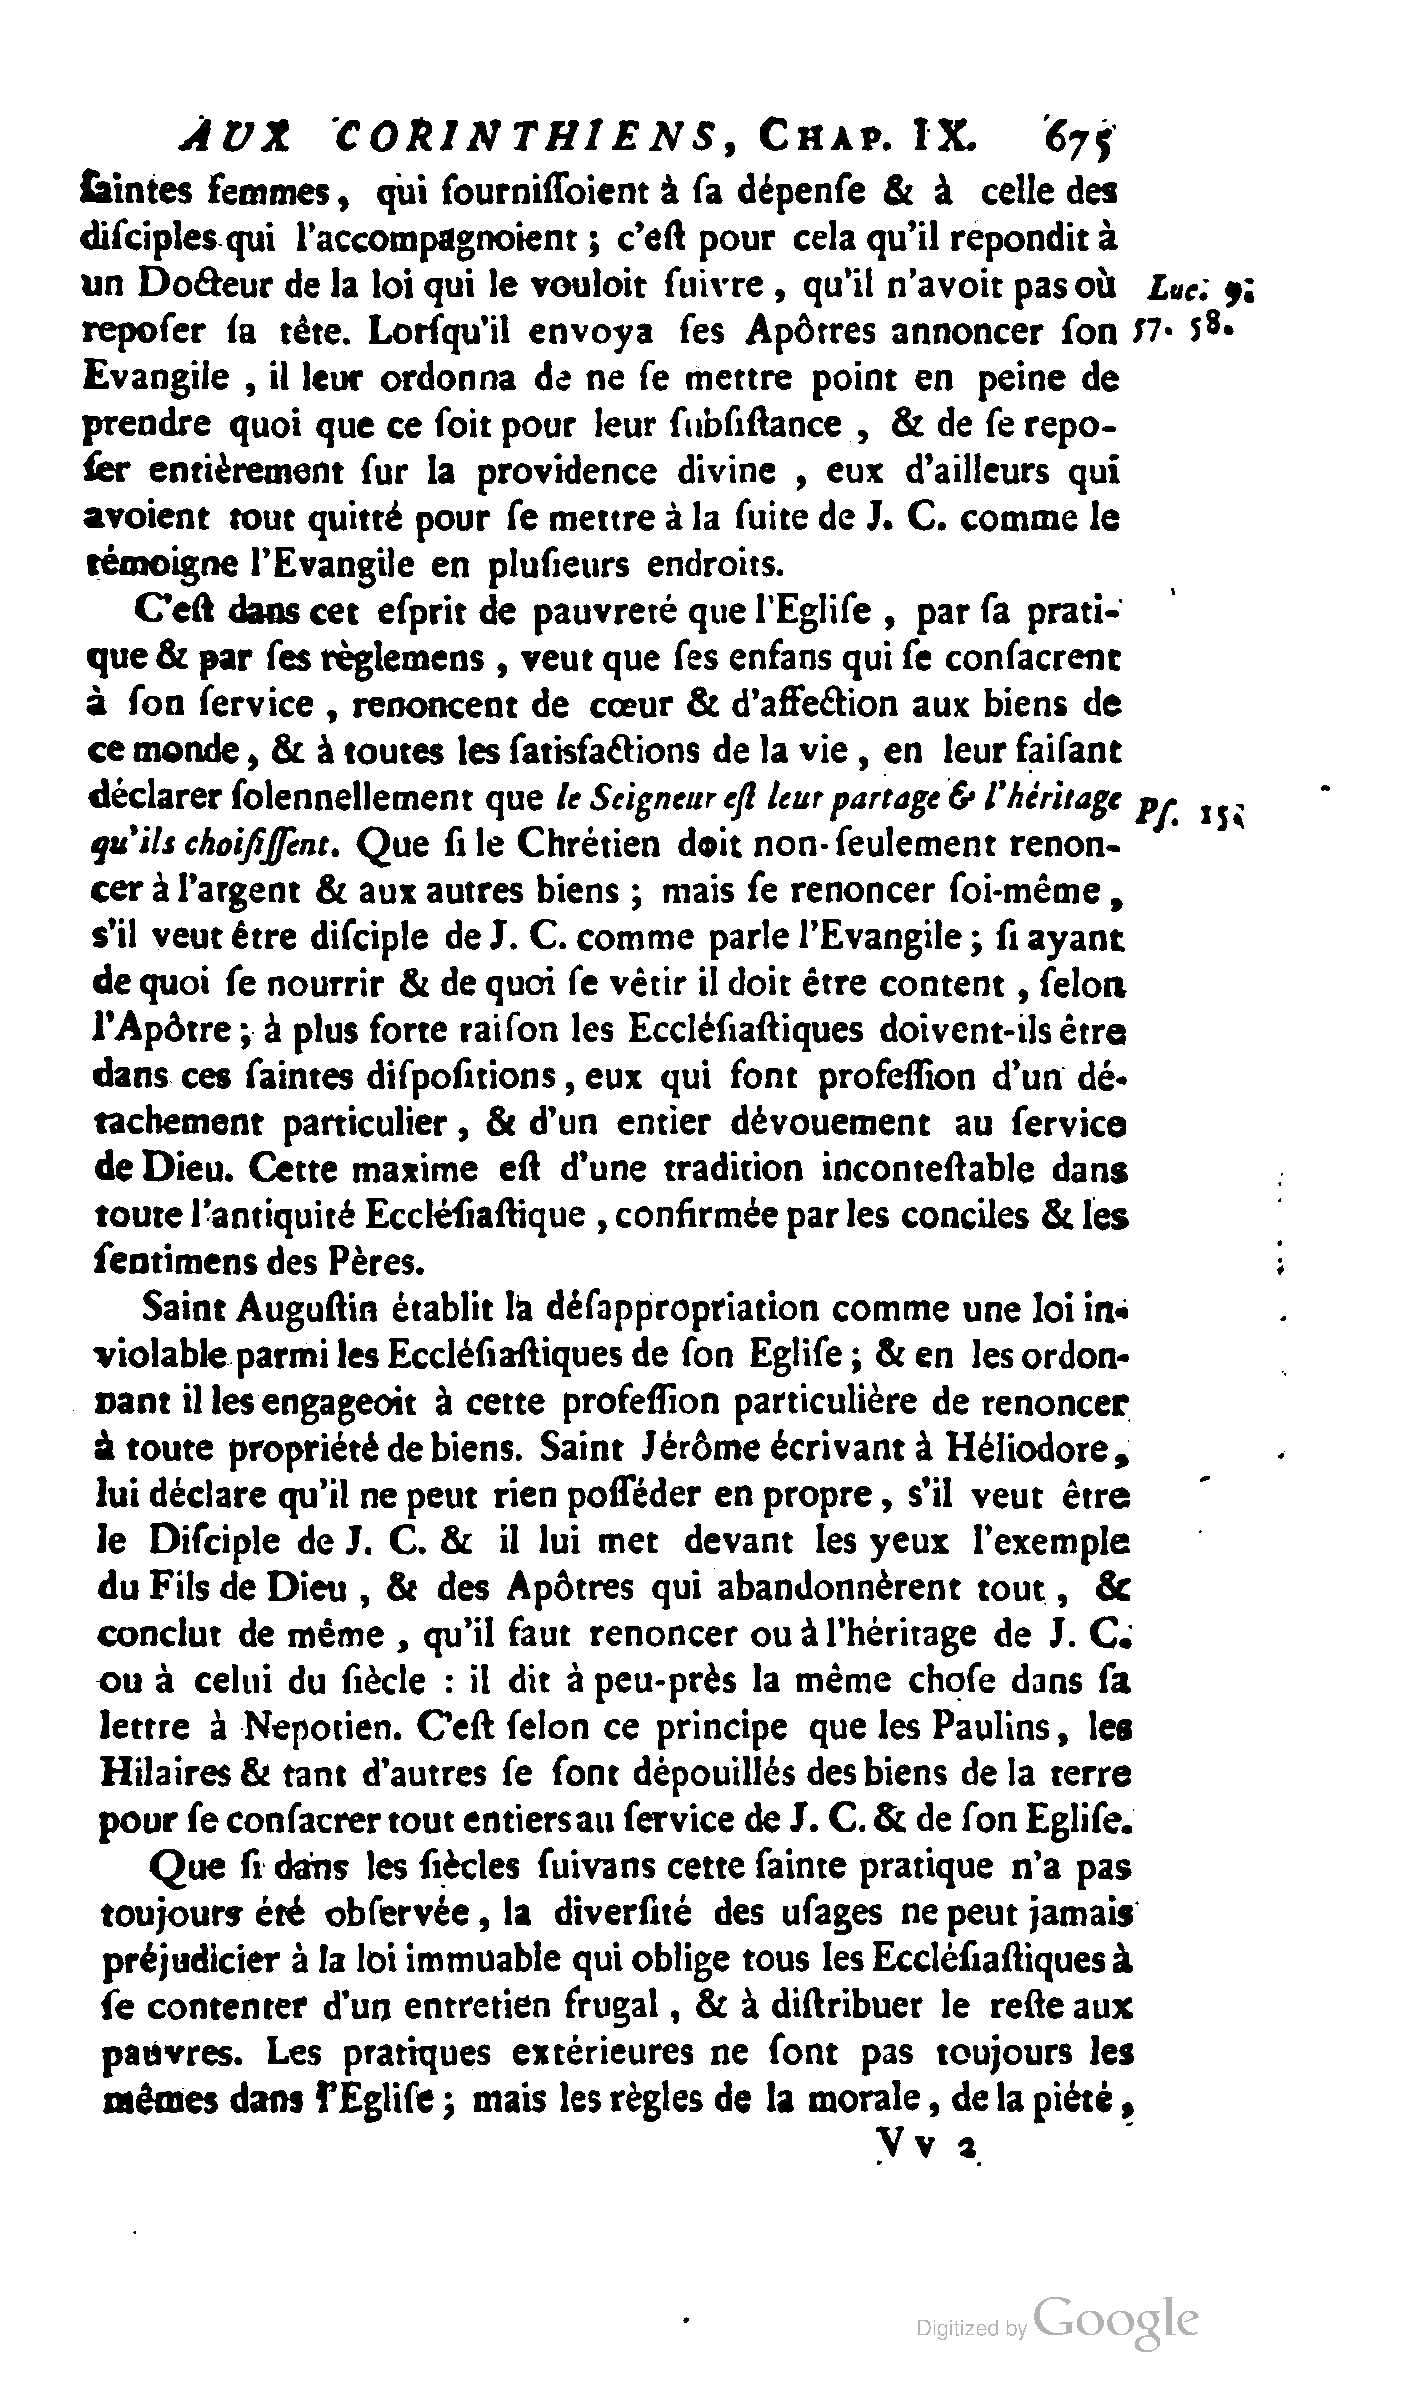 AUX CORINTHIENS, CHAP. IX. 675
ſaintes femmes, qui fourniſſoient à ſa dépenſe & à celle des
diſciples qui l'accompagnoient ; c'eſt pour cela qu'il répondit à
un Docteur de la loi qui le vouloit ſuivre, qu'il n'avoit pas où Luc. 9.
repoſer ſa tête. Lorſqu'il envoya ſes Apôtres annoncer ſon 57. 58.
Evangile, il leur ordonna de ne ſe mettre point en peine de
prendre quoi que ce ſoit pour leur ſubſiſtance, & de ſe repo-
ſer entièrement ſur la providence divine, eux d'ailleurs qui
avoient tout quitté pour ſe mettre à la ſuite de J. C. comme le
témoigne l'Evangile en pluſieurs endroits.
C'eſt dans cet eſprit de pauvreté que l'Egliſe, par ſa prati-
que & par ſes règlemens, veut que ſes enfans qui ſe conſacrent
à ſon ſervice, renoncent de cœur & d'affection aux biens de
ce monde, & à toutes les ſatisfactions de la vie, en leur faiſant
déclarer ſolennellement que le Seigneur eſt leur partage & l'héritage Pſ. 15.
qu'ils choiſiſſent. Que ſi le Chrétien doit non-ſeulement renon-
cer à l'argent & aux autres biens ; mais ſe renoncer ſoi-même,
s'il veut être diſciple de J. C. comme parle l'Evangile ; ſi ayant
de quoi ſe nourrir & de quoi ſe vêtir il doit être content, ſelon
l'Apôtre ; à plus forte raiſon les Eccléſiaſtiques doivent-ils être
dans ces ſaintes diſpoſitions, eux qui font profeſſion d'un dé-
tachement particulier, & d'un entier dévouement au ſervice
de Dieu. Cette maxime eſt d'une tradition inconteſtable dans
toute l'antiquité Eccléſiaſtique, confirmée par les conciles & les
ſentimens des Pères.
Saint Auguſtin établit la déſappropriation comme une loi in-
violable parmi les Eccléſiaſtiques de ſon Egliſe ; & en les ordon-
nant il les engageoit à cette profeſſion particulière de renoncer
à toute propriété de biens. Saint Jérôme écrivant à Héliodore,
lui déclare qu'il ne peut rien poſſéder en propre, s'il veut être
le Diſciple de J. C. & il lui met devant les yeux l'exemple
du Fils de Dieu, & des Apôtres qui abandonnèrent tout, &
conclut de même, qu'il faut renoncer ou à l'héritage de J. C.
ou à celui du ſiècle : il dit à peu-près la même choſe dans ſa
lettre à Nepotien. C'eſt ſelon ce principe que les Paulins, les
Hilaires & tant d'autres ſe ſont dépouillés des biens de la terre
pour ſe conſacrer tout entiers au ſervice de J. C. & de ſon Egliſe.
Que ſi dans les ſiècles ſuivans cette ſainte pratique n'a pas
toujours été obſervée, la diverſité des uſages ne peut jamais
préjudicier à la loi immuable qui oblige tous les Eccléſiaſtiques à
ſe contenter d'un entretien frugal, & à diſtribuer le reſte aux
pauvres. Les pratiques extérieures ne ſont pas toujours les
mêmes dans l'Egliſe ; mais les règles de la morale, de la piété,
Vv 2
Digitized by Google